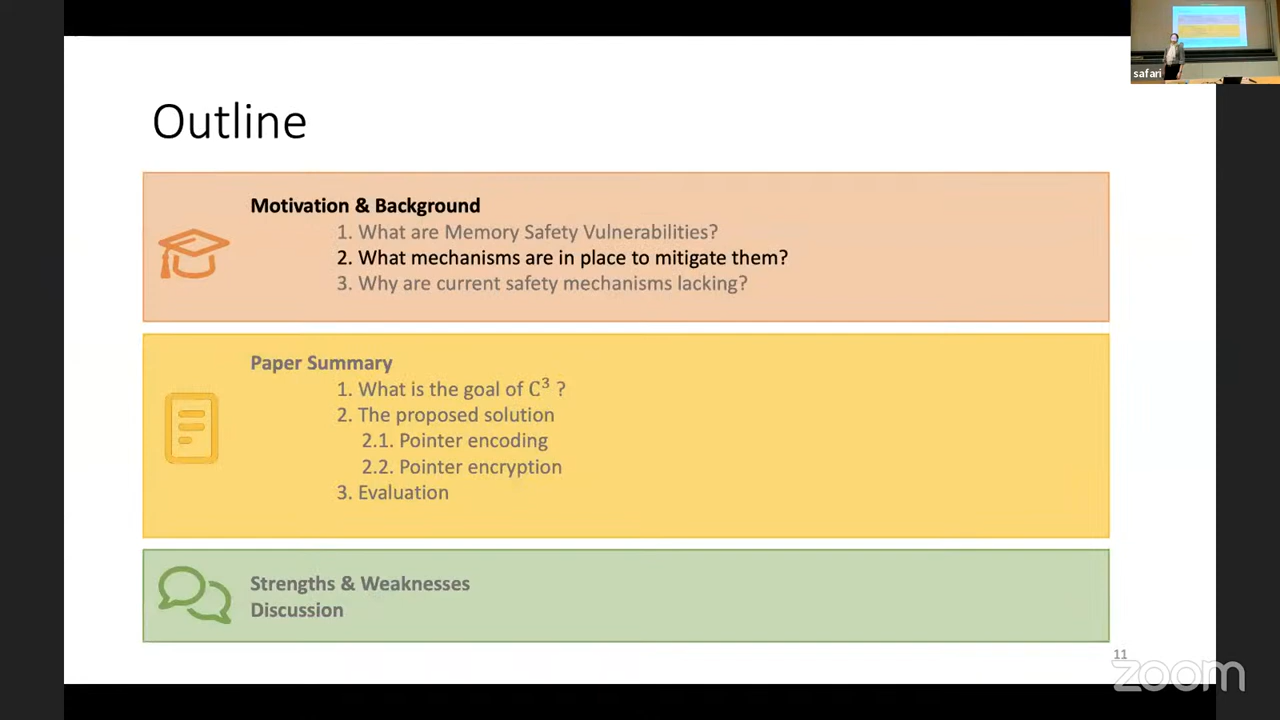 safari
Outline
Motivation & Background
1. What are Memory Safety Vulnerabilities?
2. What mechanisms are in place to mitigate them?
3. Why are current safety mechanisms lacking?
Paper Summary
1. What is the goal of ℂ³ ?
2. The proposed solution
2.1. Pointer encoding
2.2. Pointer encryption
3. Evaluation
Strengths & Weaknesses
Discussion
11
zoom